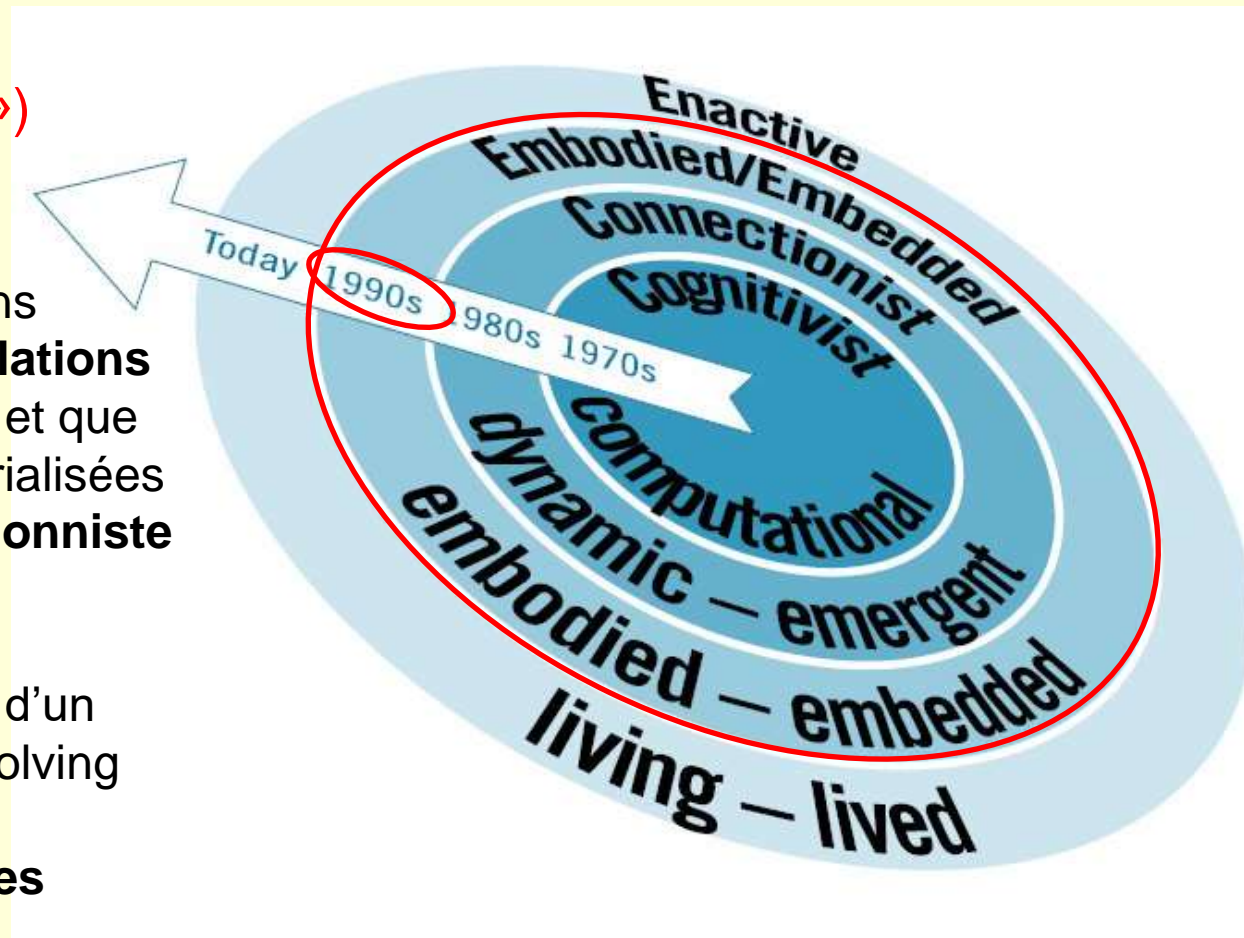 »)
ns
lations
et que
rialisées
onniste
d’un
olving
es
Enactive
Embodied/Embedded
Connectionist
Cognitivist
Today 1990s 1980s 1970s
computational
dynamic – emergent
embodied – embedded
living – lived